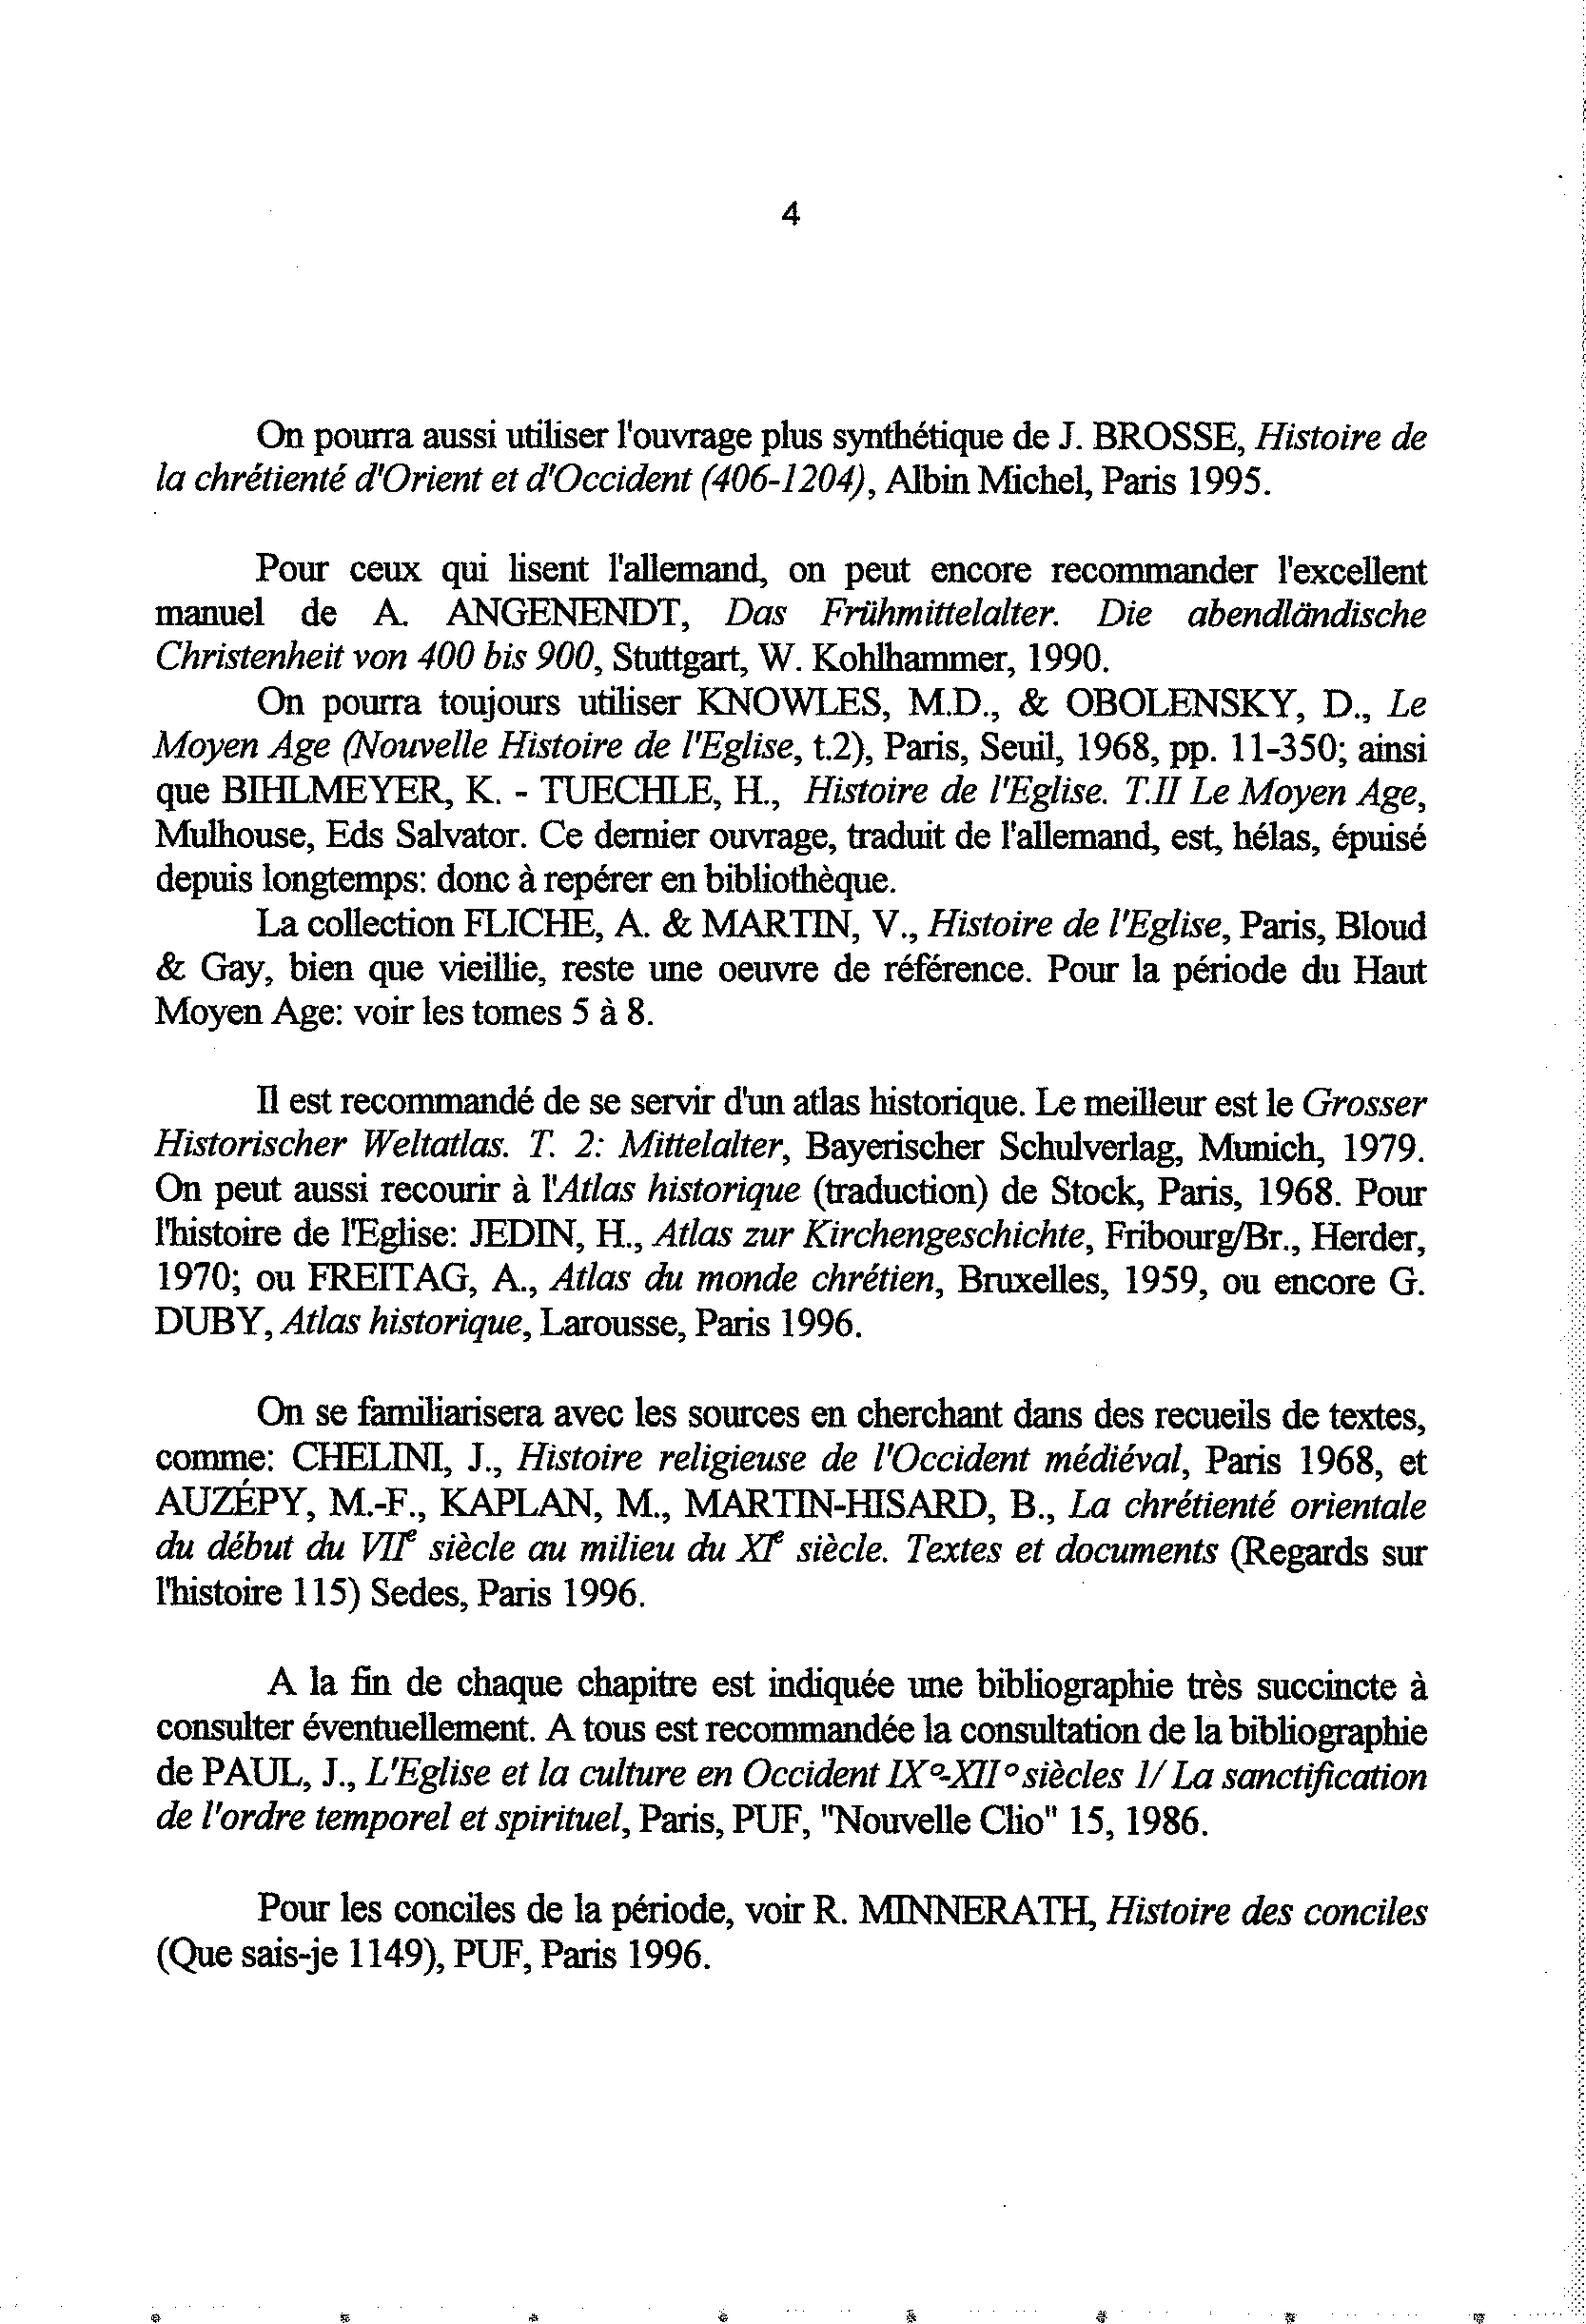 4
On pourra aussi utiliser l'ouvrage plus synthétique de J. BROSSE, Histoire de
la chrétienté d'Orient et d'Occident (406-1204), Albin Michel, Paris 1995.
Pour ceux qui lisent l'allemand, on peut encore recommander l'excellent
manuel de A. ANGENENDT, Das Frühmittelalter. Die abendländische
Christenheit von 400 bis 900, Stuttgart, W. Kohlhammer, 1990.
On pourra toujours utiliser KNOWLES, M.D., & OBOLENSKY, D., Le
Moyen Age (Nouvelle Histoire de l'Eglise, t.2), Paris, Seuil, 1968, pp. 11-350; ainsi
que BIHLMEYER, K. - TUECHLE, H., Histoire de l'Eglise. T.II Le Moyen Age,
Mulhouse, Eds Salvator. Ce dernier ouvrage, traduit de l'allemand, est, hélas, épuisé
depuis longtemps: donc à repérer en bibliothèque.
La collection FLICHE, A. & MARTIN, V., Histoire de l'Eglise, Paris, Bloud
& Gay, bien que vieillie, reste une oeuvre de référence. Pour la période du Haut
Moyen Age: voir les tomes 5 à 8.
Il est recommandé de se servir d'un atlas historique. Le meilleur est le Grosser
Historischer Weltatlas. T. 2: Mittelalter, Bayerischer Schulverlag, Munich, 1979.
On peut aussi recourir à l'Atlas historique (traduction) de Stock, Paris, 1968. Pour
l'histoire de l'Eglise: JEDIN, H., Atlas zur Kirchengeschichte, Fribourg/Br., Herder,
1970; ou FREITAG, A., Atlas du monde chrétien, Bruxelles, 1959, ou encore G.
DUBY, Atlas historique, Larousse, Paris 1996.
On se familiarisera avec les sources en cherchant dans des recueils de textes,
comme: CHELINI, J., Histoire religieuse de l'Occident médiéval, Paris 1968, et
AUZÉPY, M.-F., KAPLAN, M., MARTIN-HISARD, B., La chrétienté orientale
du début du VIIe siècle au milieu du XIe siècle. Textes et documents (Regards sur
l'histoire 115) Sedes, Paris 1996.
A la fin de chaque chapitre est indiquée une bibliographie très succincte à
consulter éventuellement. A tous est recommandée la consultation de la bibliographie
de PAUL, J., L'Eglise et la culture en Occident IX°-XII° siècles 1/ La sanctification
de l'ordre temporel et spirituel, Paris, PUF, "Nouvelle Clio" 15, 1986.
Pour les conciles de la période, voir R. MINNERATH, Histoire des conciles
(Que sais-je 1149), PUF, Paris 1996.